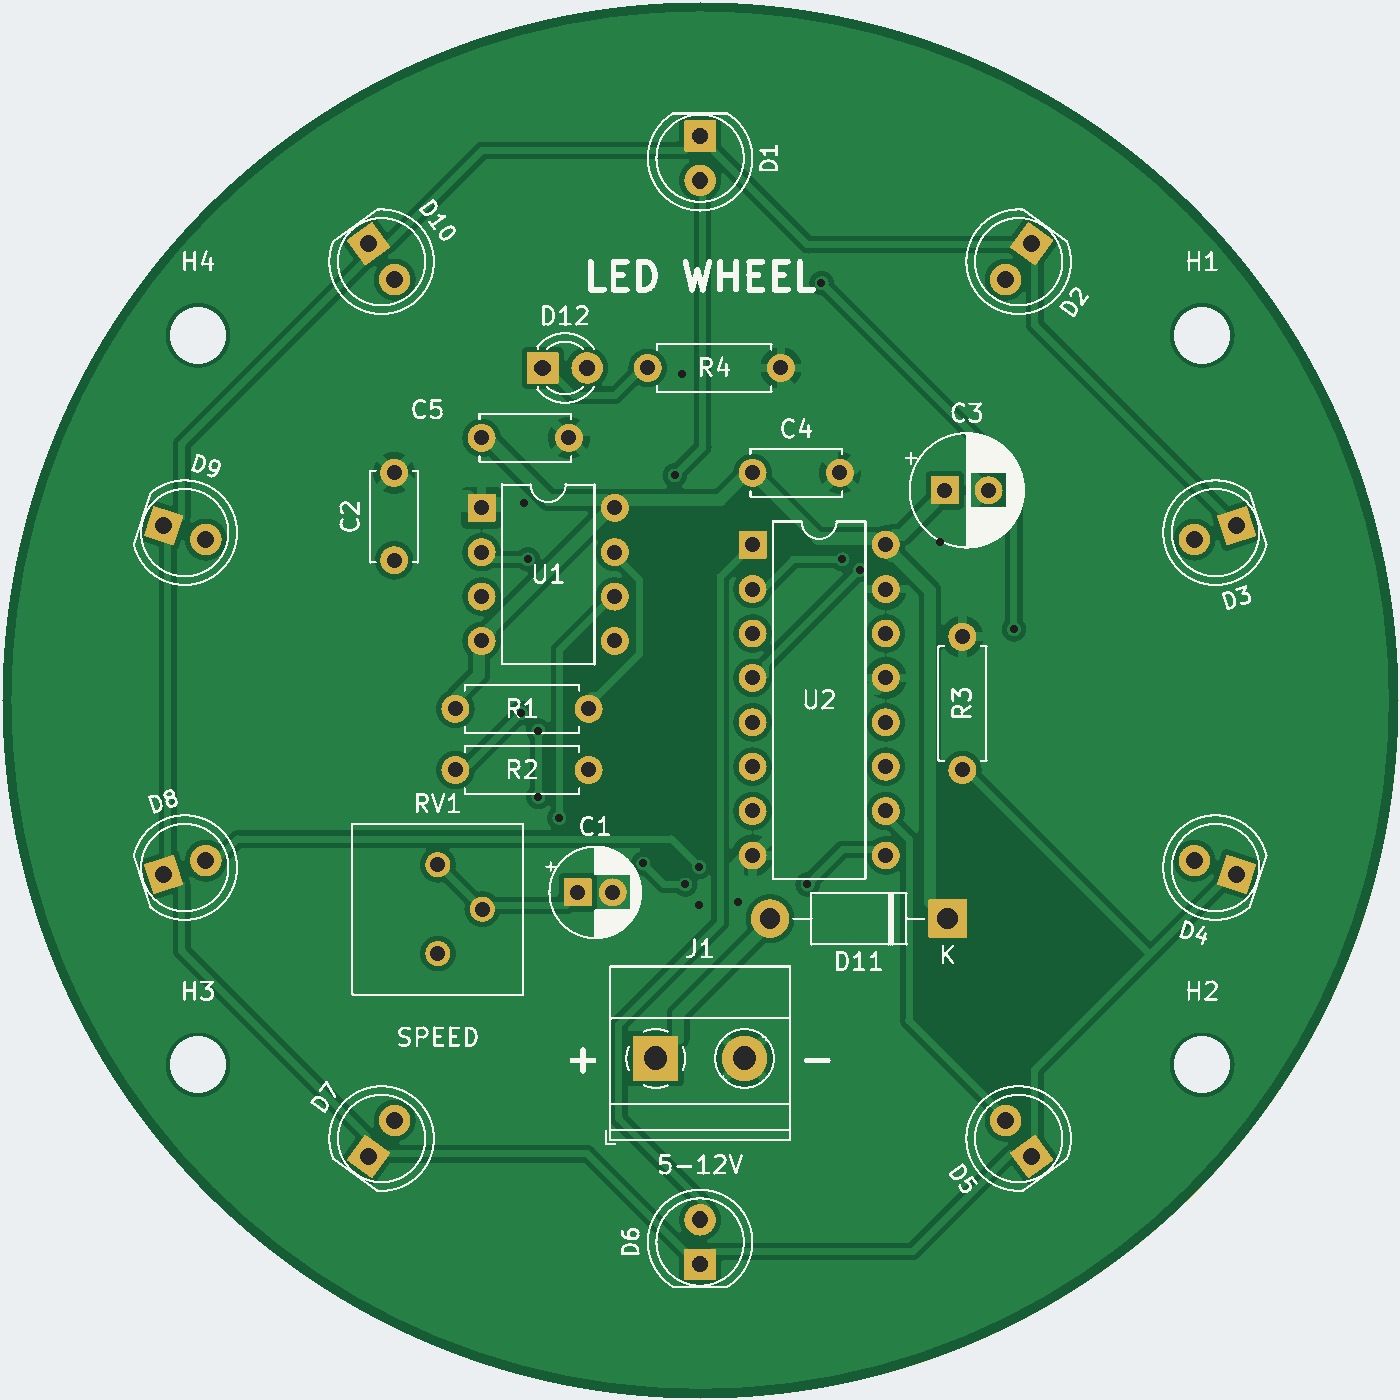 D1
D10
D2
H4
H1
LED WHEEL
D12
R4
C5
C3
+
C4
D9
C2
U1
D3
R1
U2
R3
R2
D8
RV1
C1
+
D4
J1
K
D11
H3
H2
SPEED
+
-
D7
5-12V
D5
D6